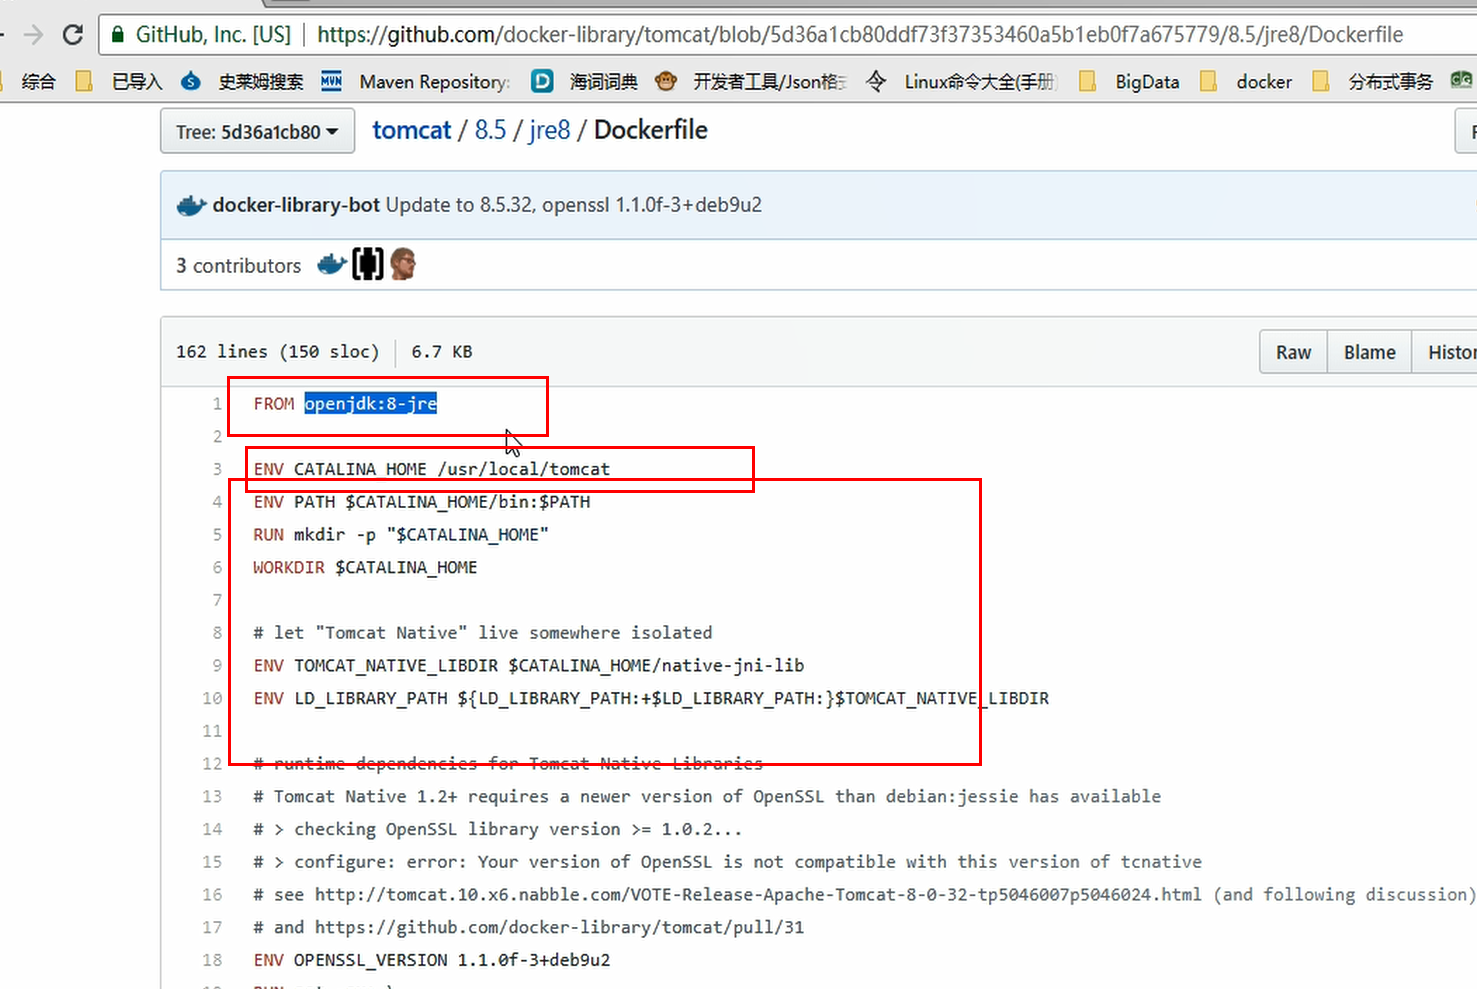 GitHub, Inc. [US] | https://github.com/docker-library/tomcat/blob/5d36a1cb80ddf73f37353460a5b1eb0f7a675779/8.5/jre8/Dockerfile
综合 已导入 史莱姆搜索 MVN Maven Repository: 海词词典 开发者工具/Json格式 Linux命令大全(手册) BigData docker 分布式事务 CG
Tree: 5d36a1cb80 tomcat / 8.5 / jre8 / Dockerfile
docker-library-bot Update to 8.5.32, openssl 1.1.0f-3+deb9u2
3 contributors
162 lines (150 sloc) 6.7 KB Raw Blame Histor
1 FROM openjdk:8-jre
2
3 ENV CATALINA_HOME /usr/local/tomcat
4 ENV PATH $CATALINA_HOME/bin:$PATH
5 RUN mkdir -p "$CATALINA_HOME"
6 WORKDIR $CATALINA_HOME
7
8 # let "Tomcat Native" live somewhere isolated
9 ENV TOMCAT_NATIVE_LIBDIR $CATALINA_HOME/native-jni-lib
10 ENV LD_LIBRARY_PATH ${LD_LIBRARY_PATH:+$LD_LIBRARY_PATH:}$TOMCAT_NATIVE_LIBDIR
11
12 # runtime dependencies for Tomcat Native Libraries
13 # Tomcat Native 1.2+ requires a newer version of OpenSSL than debian:jessie has available
14 # > checking OpenSSL library version >= 1.0.2...
15 # > configure: error: Your version of OpenSSL is not compatible with this version of tcnative
16 # see http://tomcat.10.x6.nabble.com/VOTE-Release-Apache-Tomcat-8-0-32-tp5046007p5046024.html (and following discussion)
17 # and https://github.com/docker-library/tomcat/pull/31
18 ENV OPENSSL_VERSION 1.1.0f-3+deb9u2